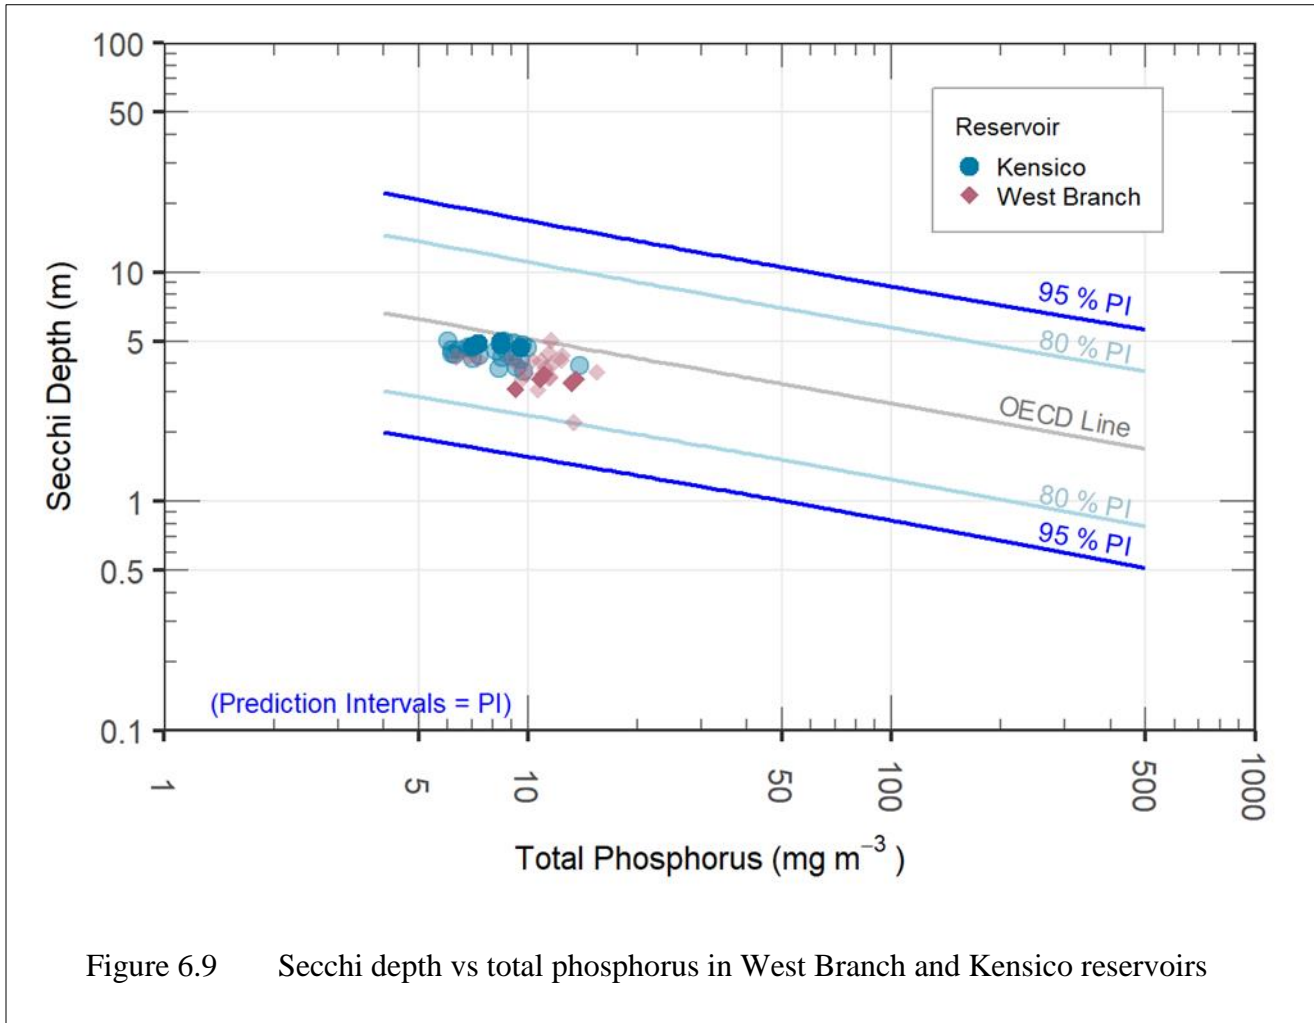 100
50
10
5
1
0.5
0.1
Secchi Depth (m)
Reservoir
Kensico
West Branch
95 % PI
80 % PI
OECD Line
80 % PI
95 % PI
(Prediction Intervals = PI)
1
5
10
50
100
500
1000
Total Phosphorus (mg m⁻³ )
Figure 6.9 Secchi depth vs total phosphorus in West Branch and Kensico reservoirs